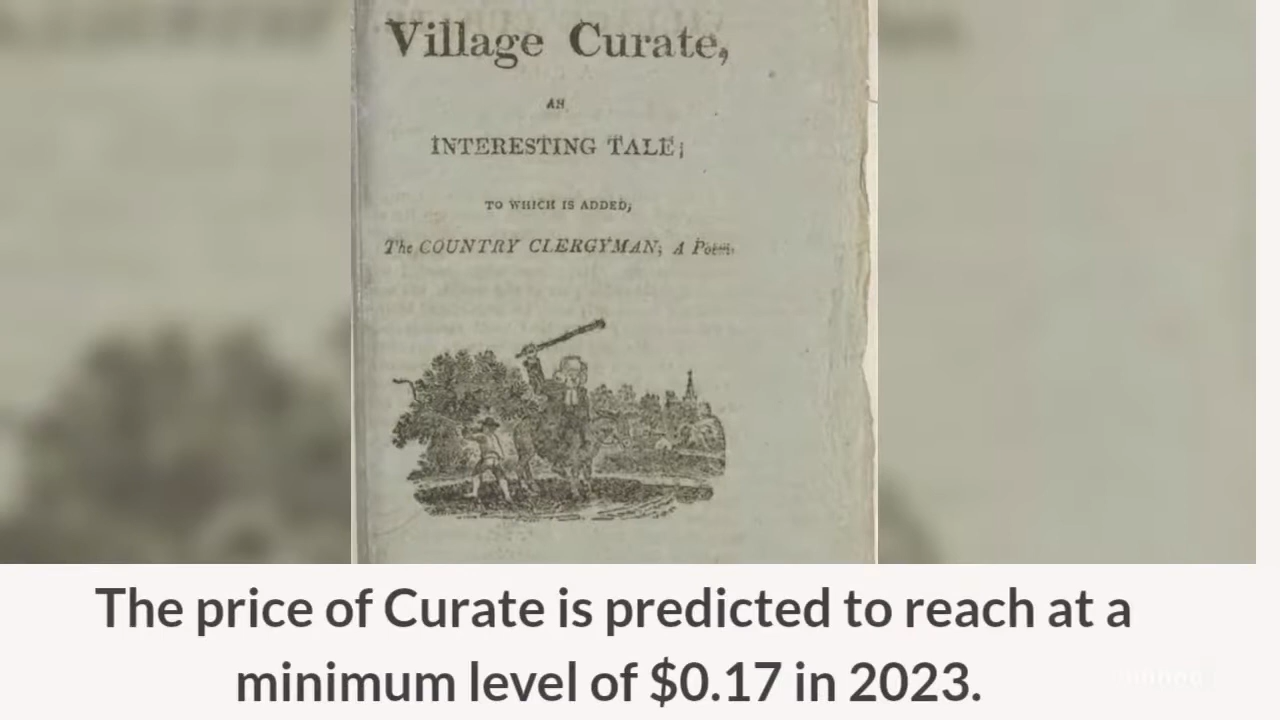 Village Curate,
AN
INTERESTING TALE;
TO WHICH IS ADDED;
The COUNTRY CLERGYMAN; A Poem.
The price of Curate is predicted to reach at a
minimum level of $0.17 in 2023.